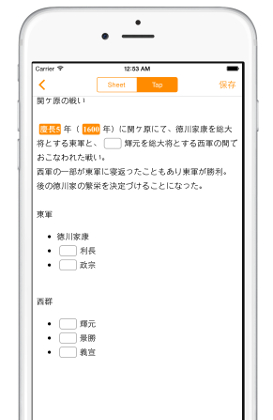 Carrier 12:53 AM
Sheet Tap 保存
関ケ原の戦い
慶長5 年（ 1600 年）に関ケ原にて、徳川家康を総大
将とする東軍と、 輝元を総大将とする西軍の間で
おこなわれた戦い。
西軍の一部が東軍に寝返ったこともあり東軍が勝利。
後の徳川家の繁栄を決定づけることになった。
東軍
• 徳川家康
• 利長
• 政宗
西群
• 輝元
• 景勝
• 義宣